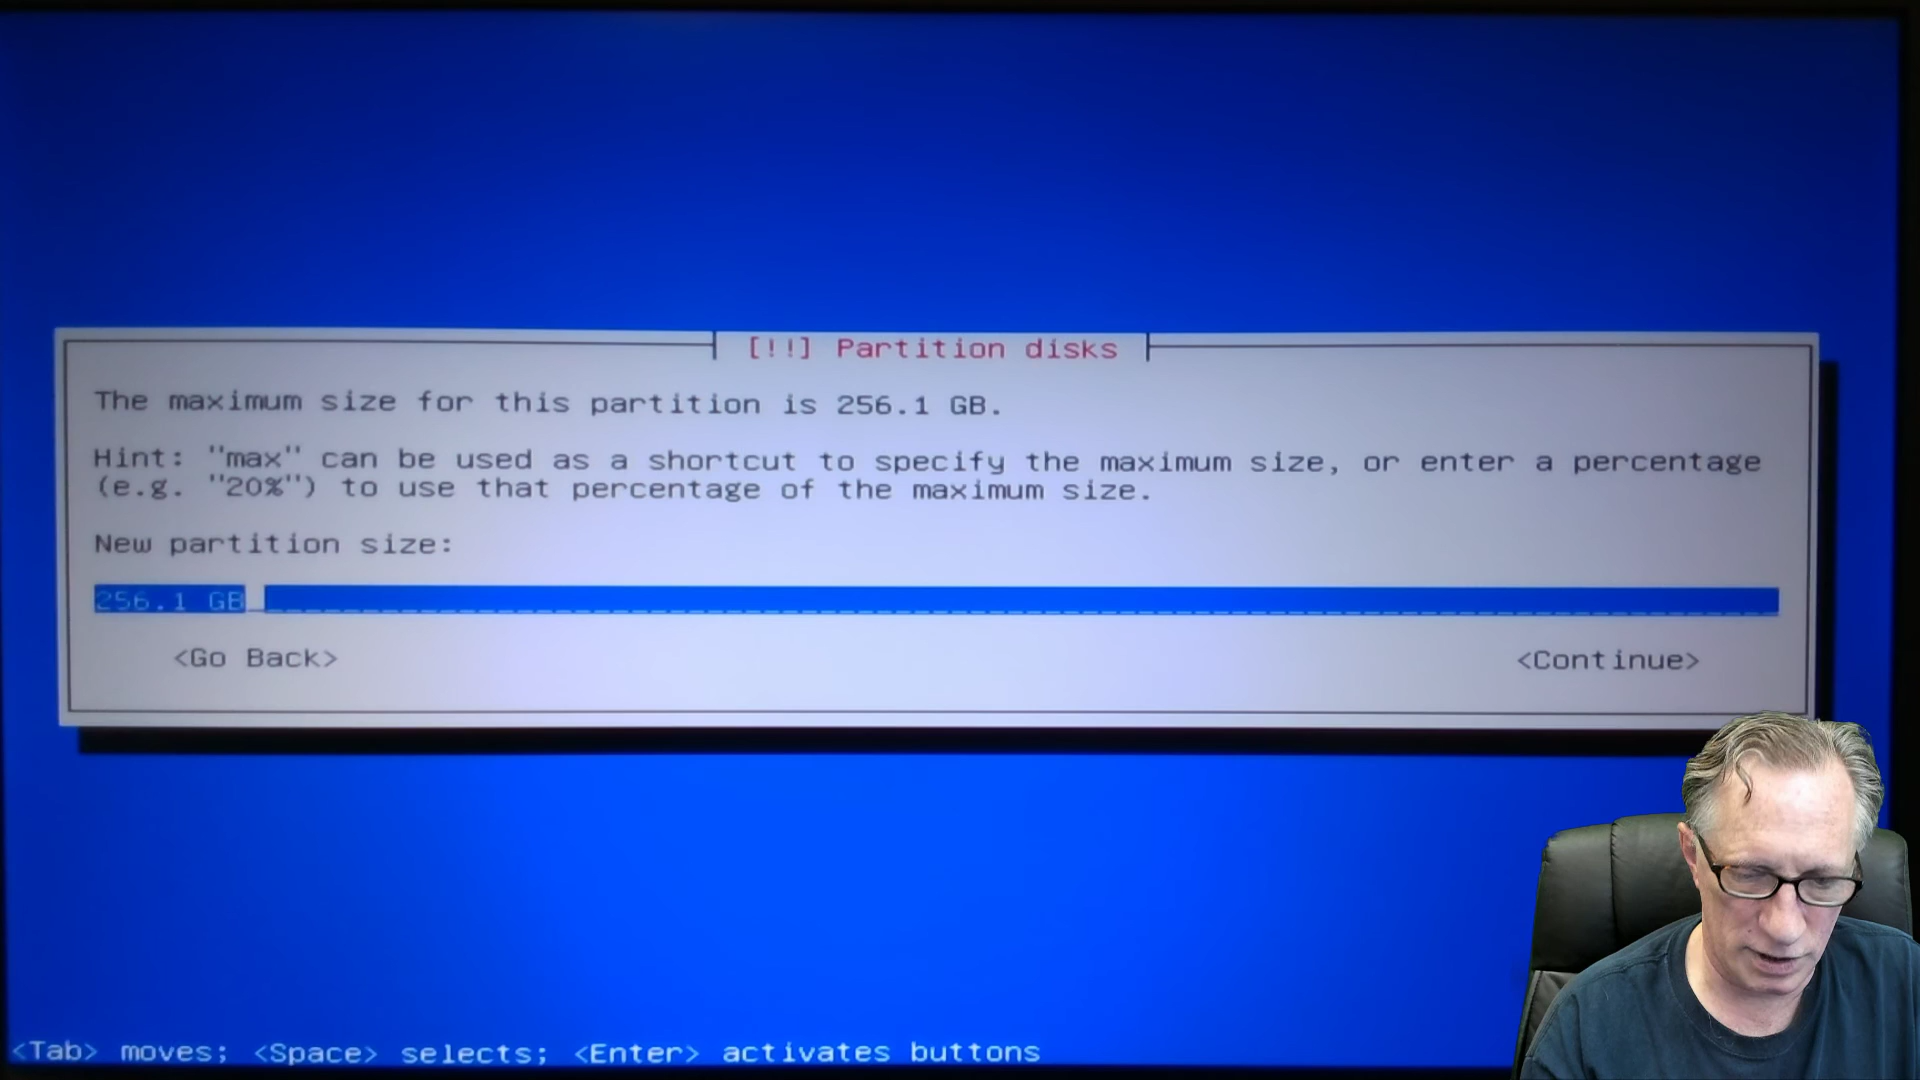 [!!] Partition disks
The maximum size for this partition is 256.1 GB.
Hint: "max" can be used as a shortcut to specify the maximum size, or enter a percentage
(e.g. "20%") to use that percentage of the maximum size.
New partition size:
256.1 GB
<Go Back> <Continue>
<Tab> moves; <Space> selects; <Enter> activates buttons